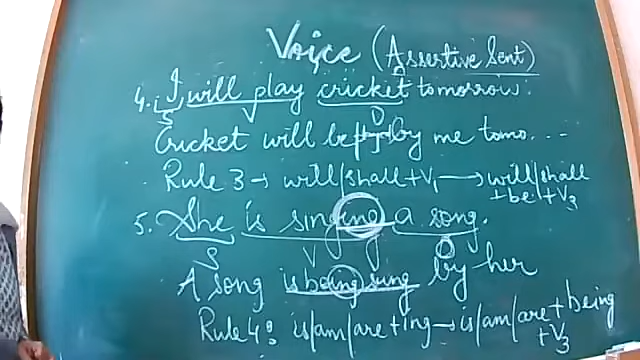 Voice (Assertive Sent)
4. I will play cricket tomorrow.
S V O
Cricket will be by me tomo...
Rule 3 → will/shall + V1 → will/shall + be + V3
5. She is singing a song.
S V O
A song is being sung by her
Rule 4: is/am/are + ing → is/am/are + being + V3